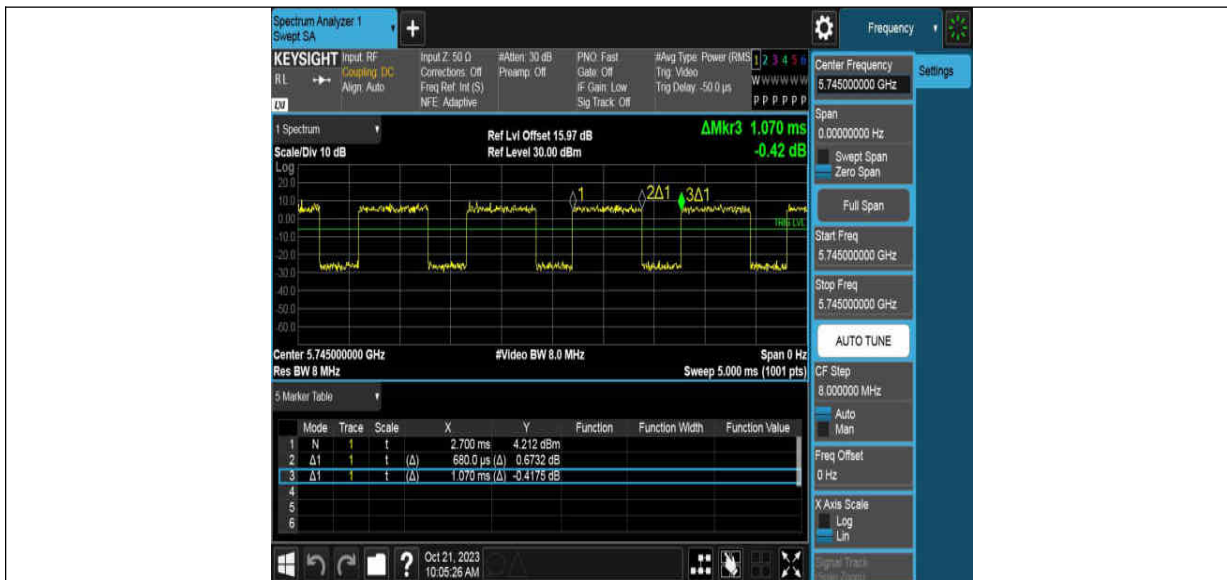 Spectrum Analyzer 1
Swept SA
+
Frequency
KEYSIGHT
RL
LXI
Input: RF
Coupling: DC
Align: Auto
Input Z: 50 Ω
Corrections: Off
Freq Ref: Int (S)
NFE: Adaptive
#Atten: 30 dB
Preamp: Off
PNO: Fast
Gate: Off
IF Gain: Low
Sig Track: Off
#Avg Type: Power (RMS
Trig: Video
Trig Delay: -50.0 µs
1 2 3 4 5 6
W W W W W W
P P P P P P
Center Frequency
5.745000000 GHz
Settings
Span
0.00000000 Hz
Swept Span
Zero Span
Full Span
Start Freq
5.745000000 GHz
Stop Freq
5.745000000 GHz
AUTO TUNE
CF Step
8.000000 MHz
Auto
Man
Freq Offset
0 Hz
X Axis Scale
Log
Lin
Signal Track
1 Spectrum
Scale/Div 10 dB
Ref Lvl Offset 15.97 dB
Ref Level 30.00 dBm
ΔMkr3 1.070 ms
-0.42 dB
Log
20.0
10.0
0.00
-10.0
-20.0
-30.0
-40.0
-50.0
-60.0
1
2Δ1
3Δ1
TRIG LVL
Center 5.745000000 GHz
#Video BW 8.0 MHz
Span 0 Hz
Res BW 8 MHz
Sweep 5.000 ms (1001 pts)
5 Marker Table
Mode Trace Scale X Y Function Function Width Function Value
1 N 1 t 2.700 ms 4.212 dBm
2 Δ1 1 t (Δ) 680.0 µs (Δ) 0.6732 dB
3 Δ1 1 t (Δ) 1.070 ms (Δ) -0.4175 dB
4
5
6
?
Oct 21, 2023
10:05:26 AM